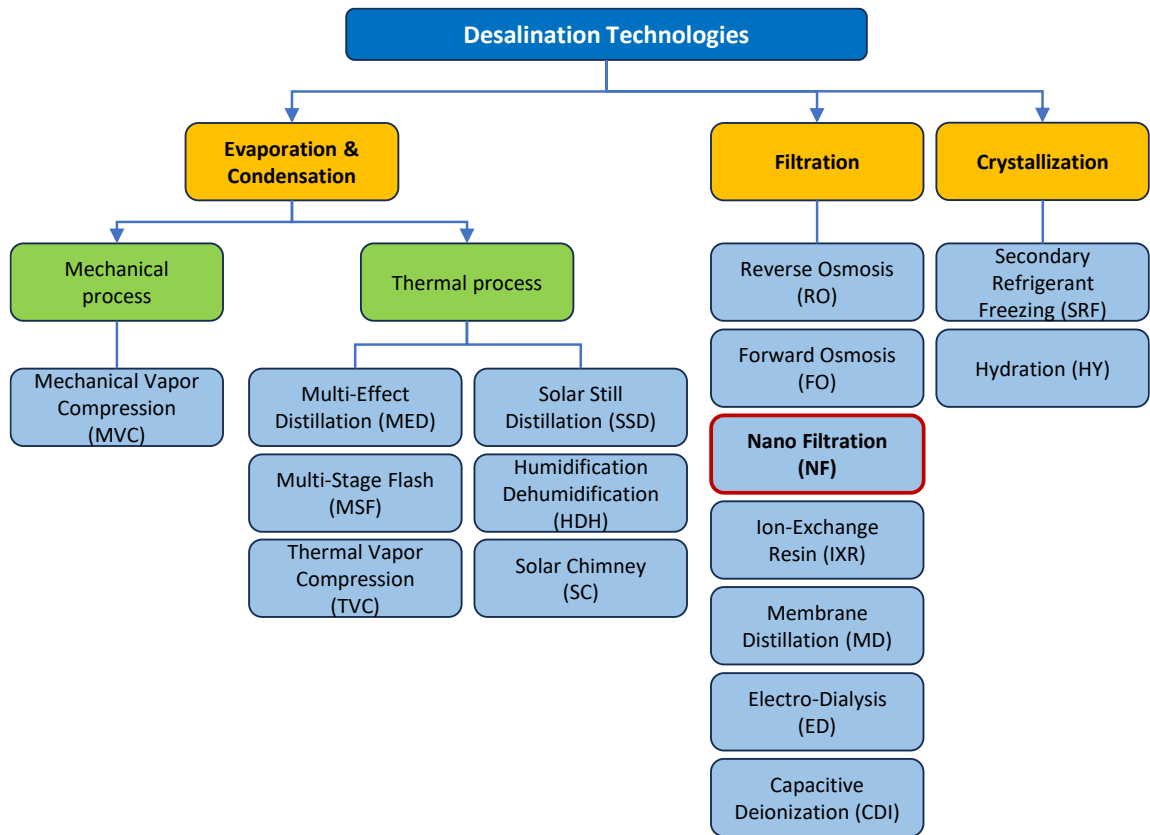 Desalination Technologies
Evaporation &
Condensation
Filtration
Crystallization
Mechanical
process
Thermal process
Reverse Osmosis
(RO)
Secondary
Refrigerant
Freezing (SRF)
Mechanical Vapor
Compression
(MVC)
Multi-Effect
Distillation (MED)
Solar Still
Distillation (SSD)
Forward Osmosis
(FO)
Hydration (HY)
Multi-Stage Flash
(MSF)
Humidification
Dehumidification
(HDH)
Nano Filtration
(NF)
Thermal Vapor
Compression
(TVC)
Solar Chimney
(SC)
Ion-Exchange
Resin (IXR)
Membrane
Distillation (MD)
Electro-Dialysis
(ED)
Capacitive
Deionization (CDI)